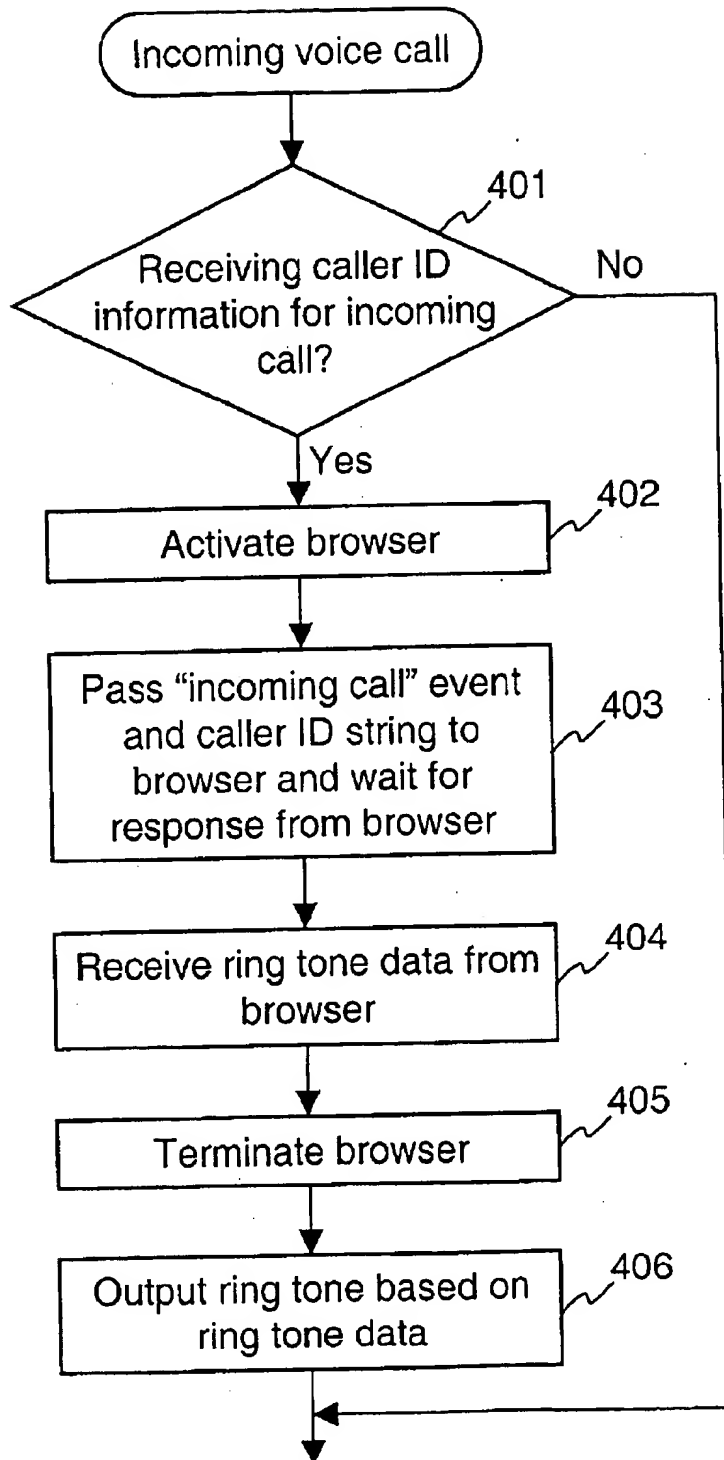 Incoming voice call
401
Receiving caller ID
information for incoming
call?
No
Yes
402
Activate browser
Pass “incoming call” event
and caller ID string to
browser and wait for
response from browser
403
Receive ring tone data from
browser
404
405
Terminate browser
Output ring tone based on
ring tone data
406